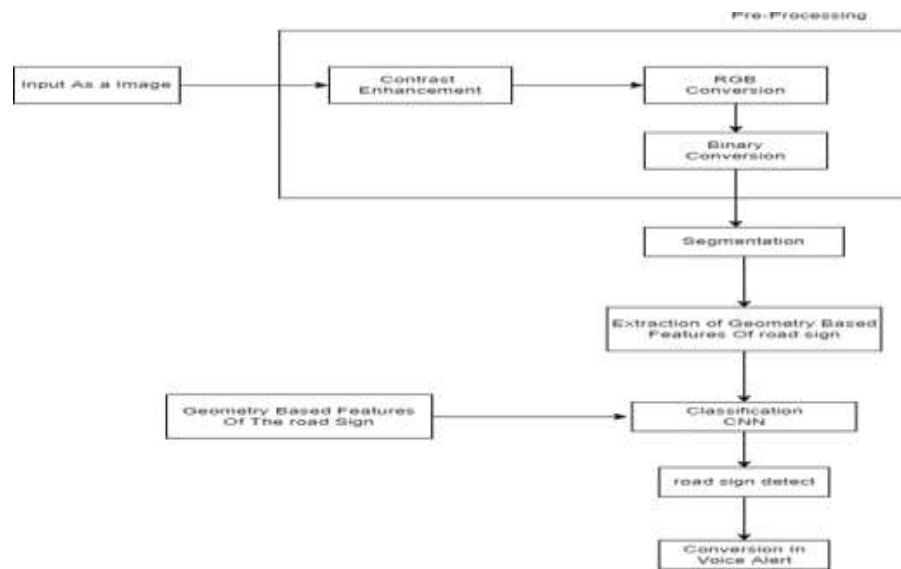 Pre-Processing
Input As a Image
Contrast
Enhancement
RGB
Conversion
Binary
Conversion
Segmentation
Extraction of Geometry Based
Features Of road sign
Geometry Based Features
Of The road Sign
Classification
CNN
road sign detect
Conversion In
Voice Alert